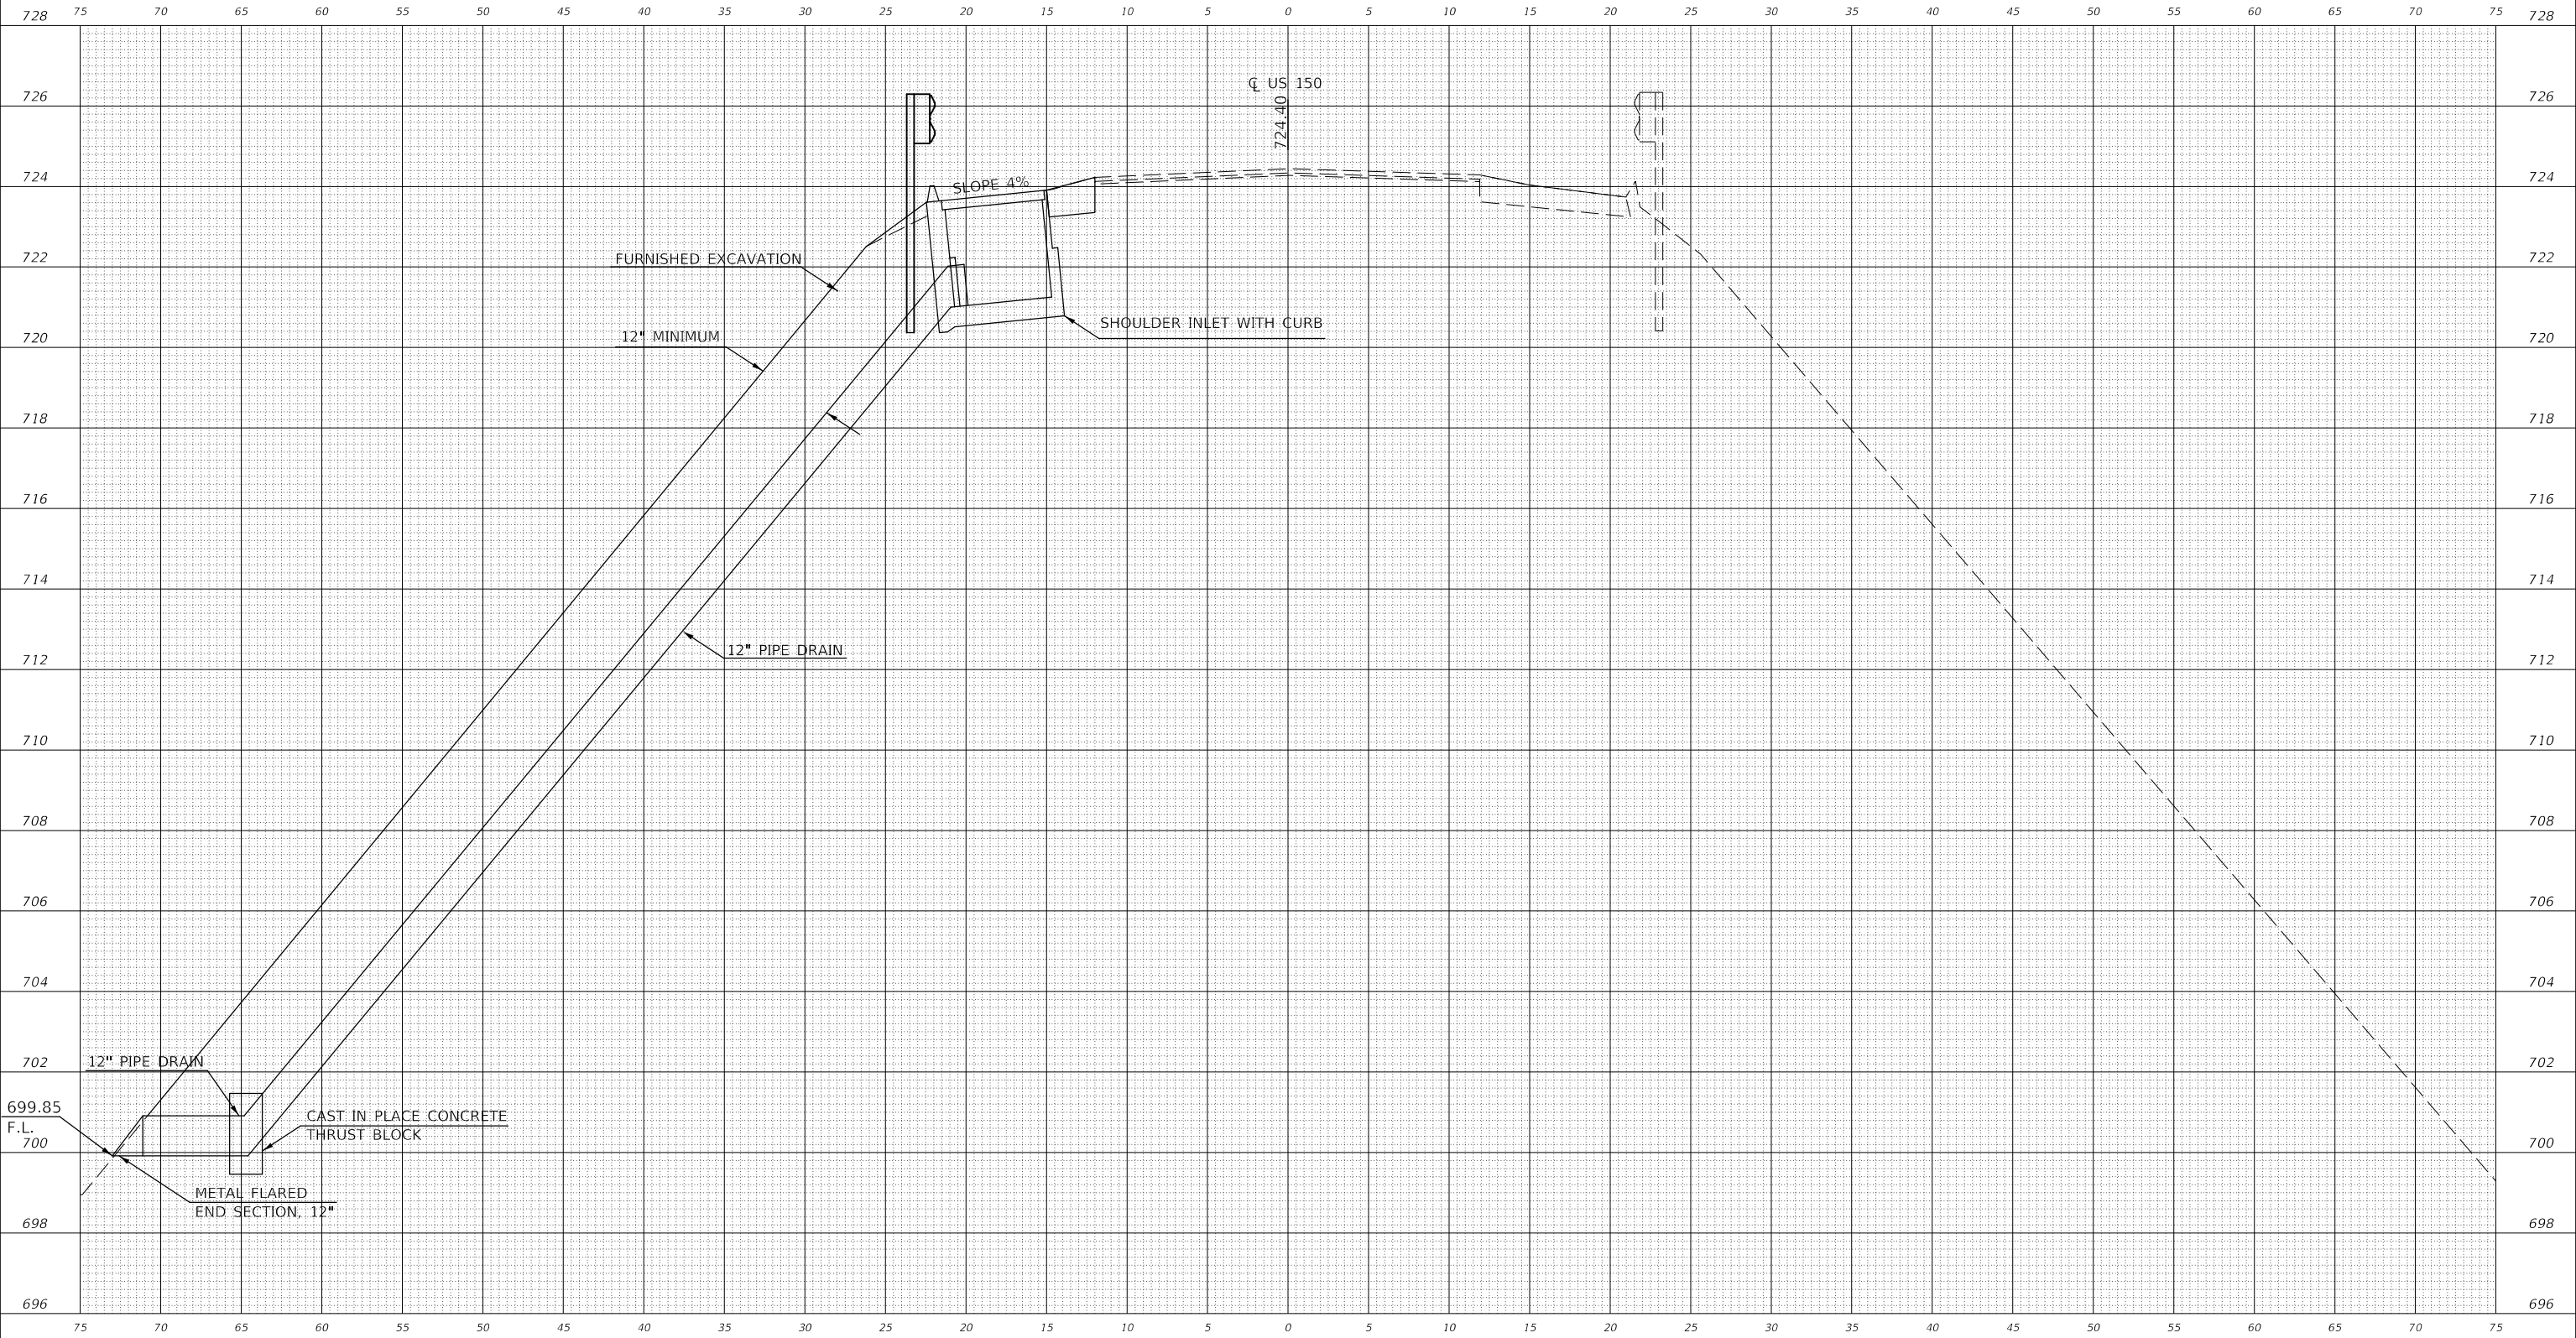 75 70 65 60 55 50 45 40 35 30 25 20 15 10 5 0 5 10 15 20 25 30 35 40 45 50 55 60 65 70 75
728 728
℄ US 150
726 726
724.40
724 724
SLOPE 4%
FURNISHED EXCAVATION
722 722
SHOULDER INLET WITH CURB
12" MINIMUM
720 720
718 718
716 716
714 714
12" PIPE DRAIN
712 712
710 710
708 708
706 706
704 704
12" PIPE DRAIN
702 702
699.85
F.L.
CAST IN PLACE CONCRETE
THRUST BLOCK
700 700
METAL FLARED
END SECTION, 12"
698 698
696 696
75 70 65 60 55 50 45 40 35 30 25 20 15 10 5 0 5 10 15 20 25 30 35 40 45 50 55 60 65 70 75